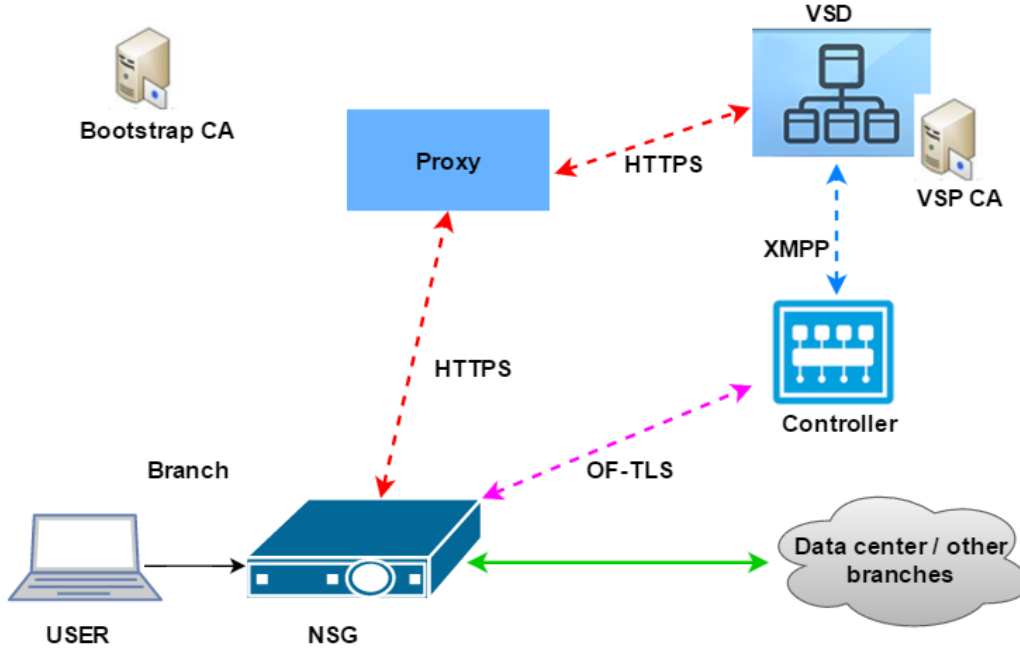 VSD
Bootstrap CA
Proxy
HTTPS
VSP CA
XMPP
HTTPS
Controller
Branch
OF-TLS
Data center / other
branches
USER
NSG